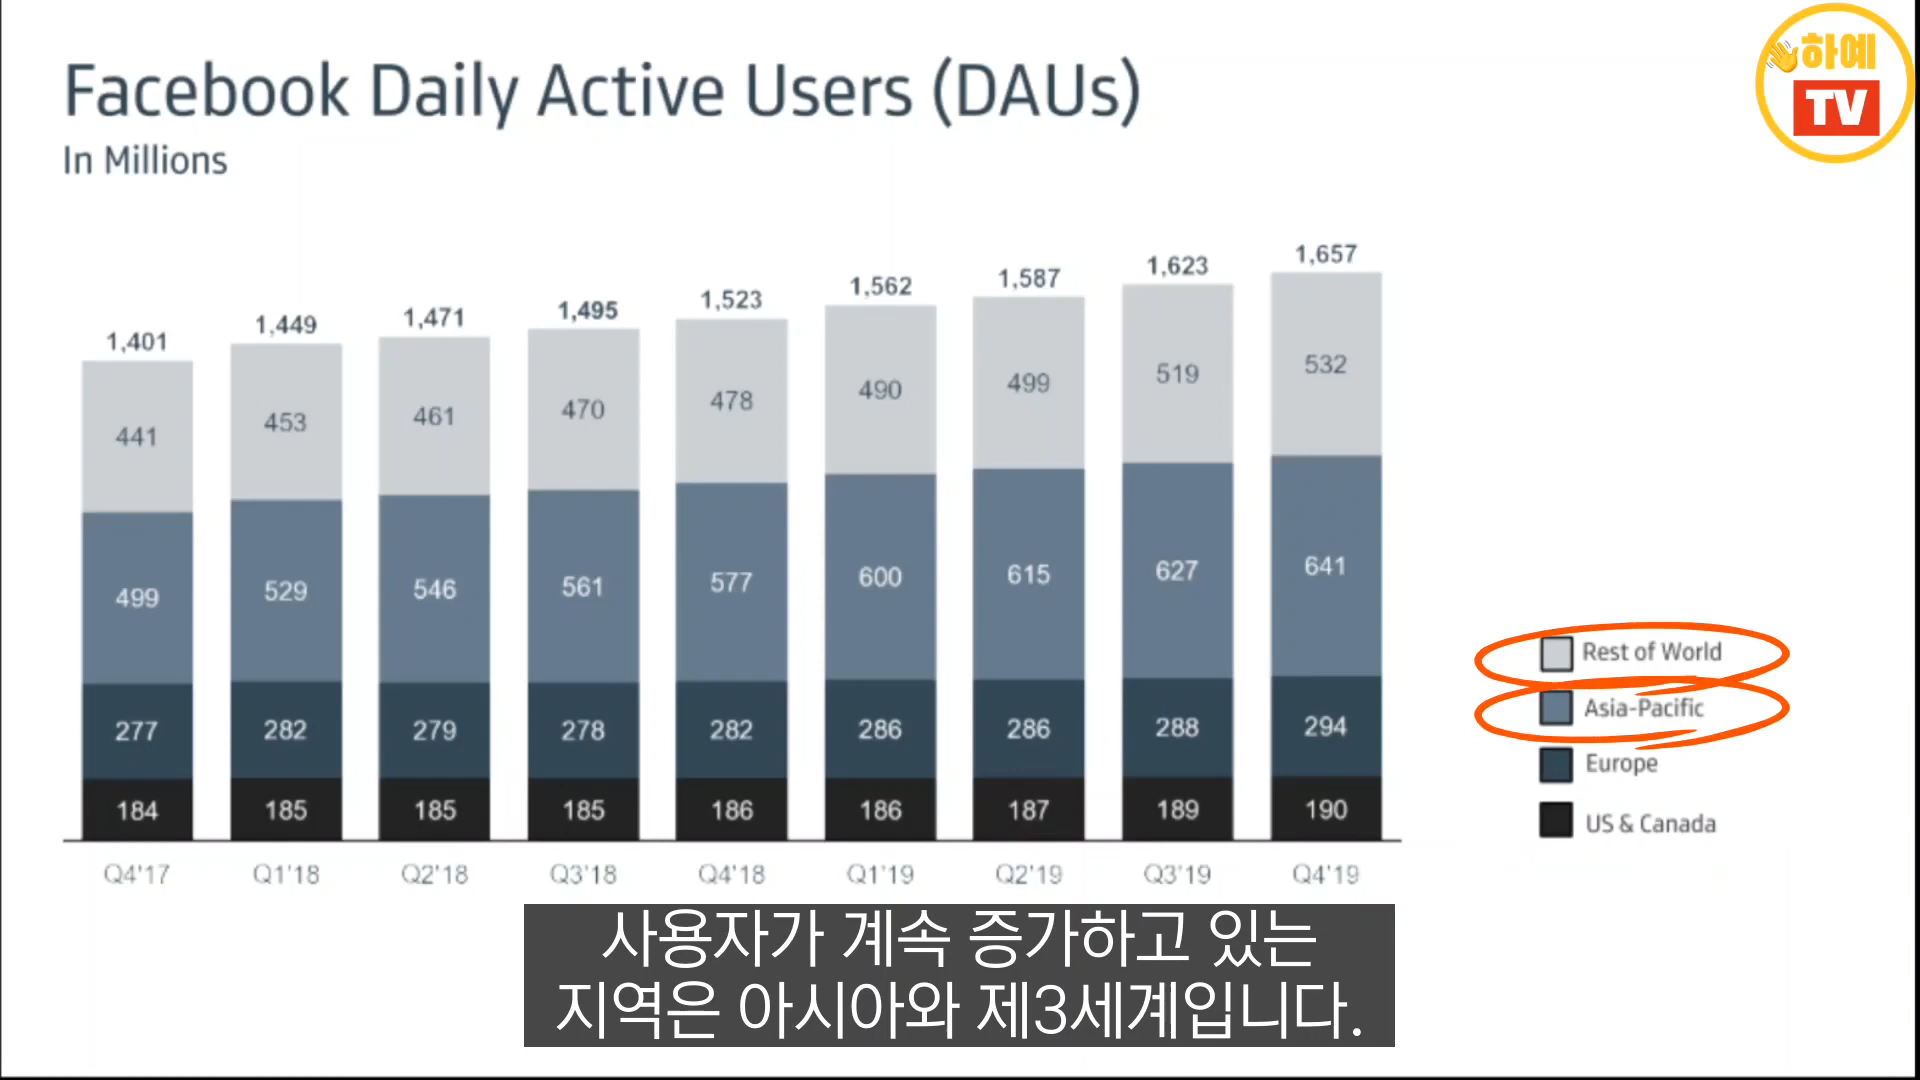 Facebook Daily Active Users (DAUs)
In Millions
하예
TV
1,401
1,449
1,471
1,495
1,523
1,562
1,587
1,623
1,657
441
453
461
470
478
490
499
519
532
499
529
546
561
577
600
615
627
641
277
282
279
278
282
286
286
288
294
184
185
185
185
186
186
187
189
190
Q4'17
Q1'18
Q2'18
Q3'18
Q4'18
Q1'19
Q2'19
Q3'19
Q4'19
Rest of World
Asia-Pacific
Europe
US & Canada
사용자가 계속 증가하고 있는
지역은 아시아와 제3세계입니다.